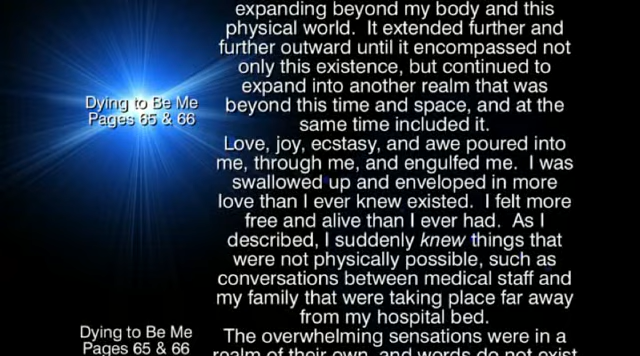 expanding beyond my body and this
physical world.  It extended further and
further outward until it encompassed not
only this existence, but continued to
expand into another realm that was
beyond this time and space, and at the
same time included it.
Love, joy, ecstasy, and awe poured into
me, through me, and engulfed me.  I was
swallowed up and enveloped in more
love than I ever knew existed.  I felt more
free and alive than I ever had.  As I
described, I suddenly knew things that
were not physically possible, such as
conversations between medical staff and
my family that were taking place far away
from my hospital bed.
The overwhelming sensations were in a
realm of their own, and words do not exist
Dying to Be Me
Pages 65 & 66
Dying to Be Me
Pages 65 & 66